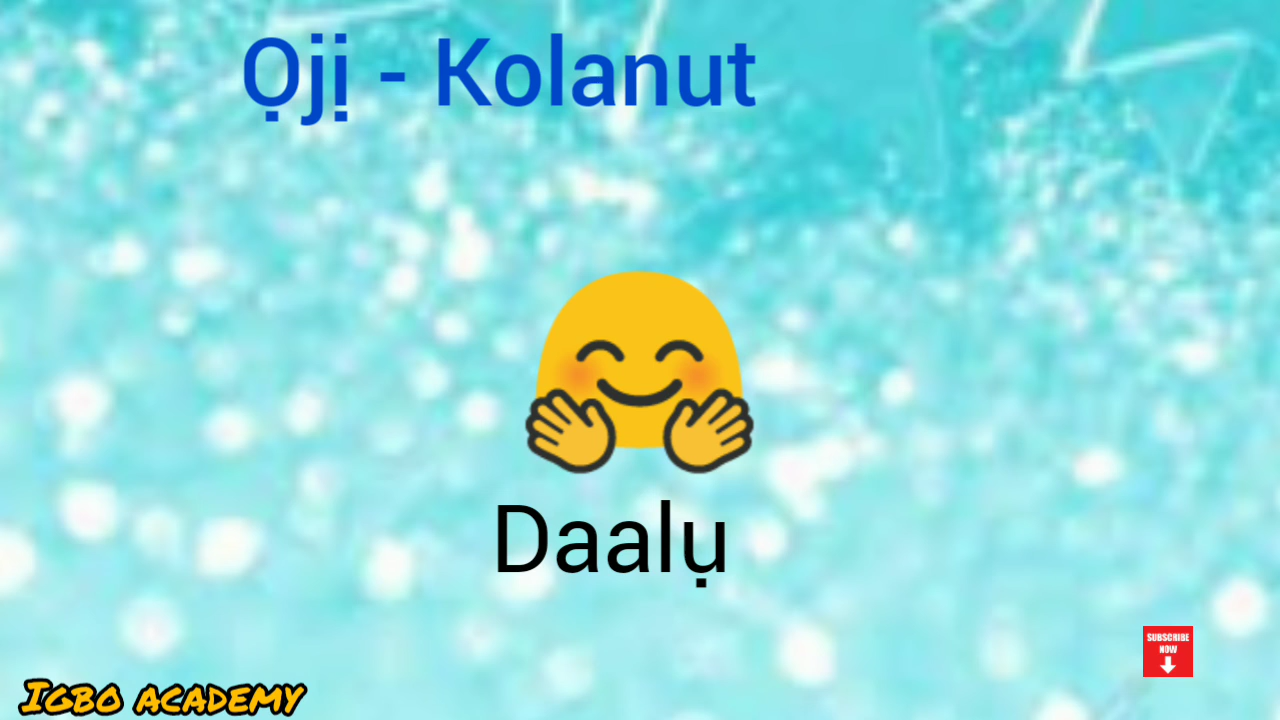 Ọjị - Kolanut
Daalụ
SUBSCRIBE
NOW
IGBO ACADEMY